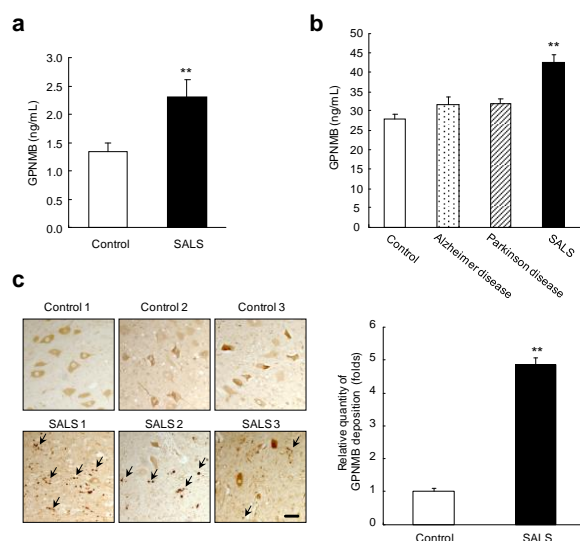 a
3.0
2.5
2.0
1.5
1.0
0.5
0.0
GPNMB (ng/mL)
**
Control
SALS
b
50
45
40
35
30
25
20
15
10
5
0
GPNMB (ng/mL)
**
Control
Alzheimer disease
Parkinson disease
SALS
c
Control 1
Control 2
Control 3
SALS 1
SALS 2
SALS 3
6
5
4
3
2
1
0
Relative quantity of
GPNMB deposition (folds)
**
Control
SALS